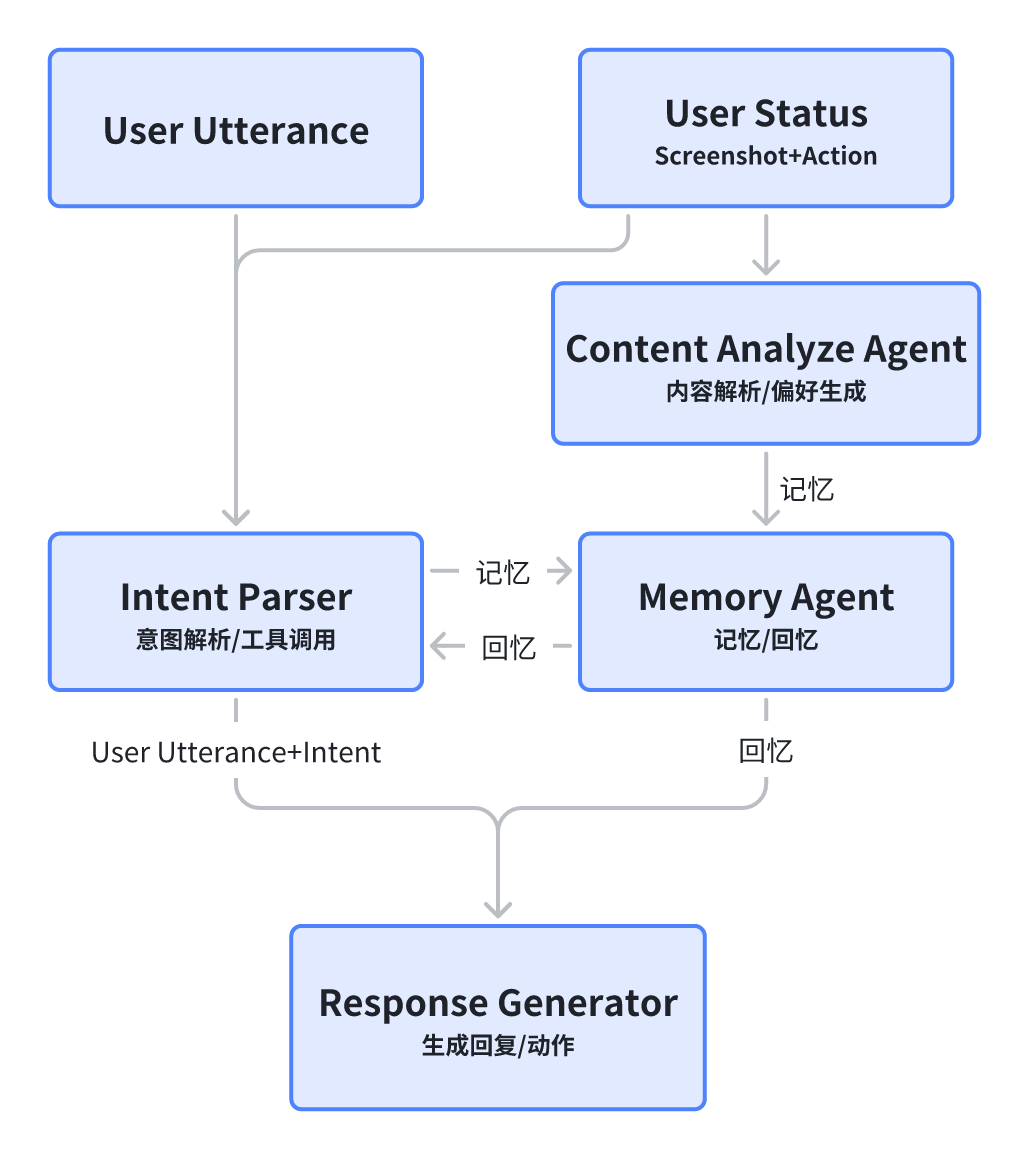 User Utterance
User Status
Screenshot+Action
Content Analyze Agent
内容解析/偏好生成
记忆
Intent Parser
意图解析/工具调用
记忆
回忆
Memory Agent
记忆/回忆
User Utterance+Intent
回忆
Response Generator
生成回复/动作